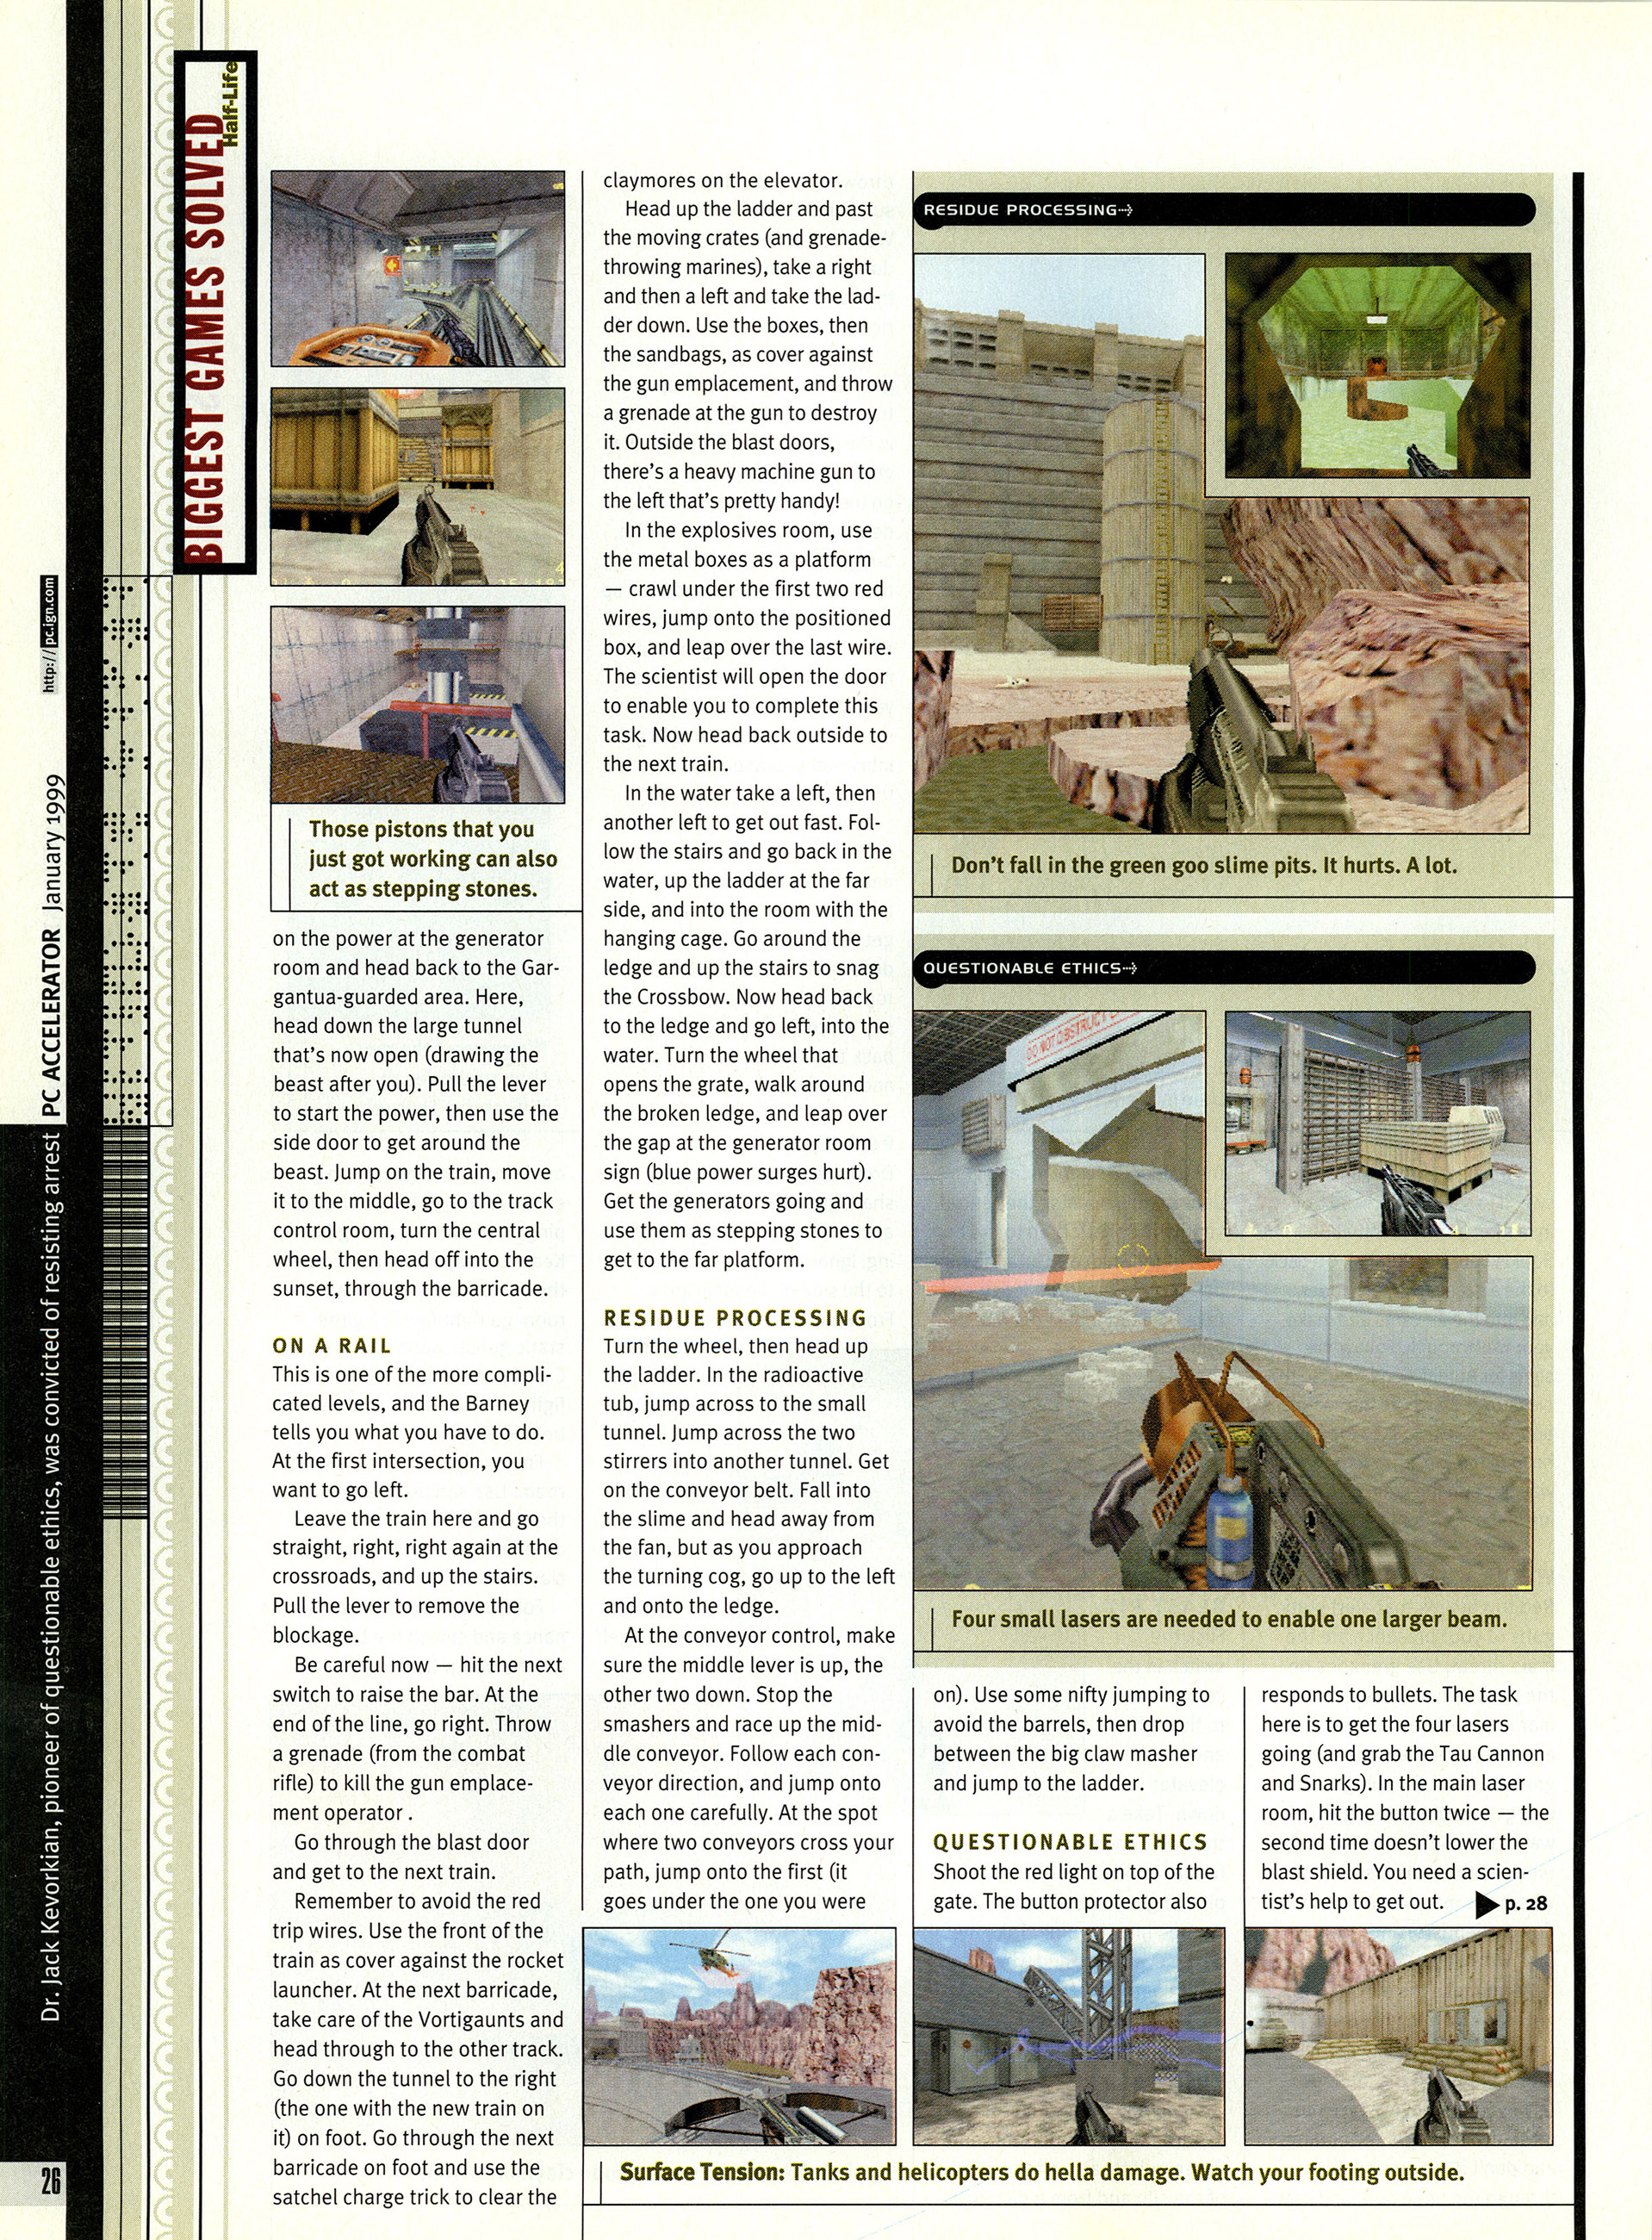 BIGGEST GAMES SOLVED
Half-Life
http://pc.ign.com
PC ACCELERATOR January 1999
Dr. Jack Kevorkian, pioneer of questionable ethics, was convicted of resisting arrest
26
Those pistons that you
just got working can also
act as stepping stones.
on the power at the generator
room and head back to the Gar-
gantua-guarded area. Here,
head down the large tunnel
that's now open (drawing the
beast after you). Pull the lever
to start the power, then use the
side door to get around the
beast. Jump on the train, move
it to the middle, go to the track
control room, turn the central
wheel, then head off into the
sunset, through the barricade.
ON A RAIL
This is one of the more compli-
cated levels, and the Barney
tells you what you have to do.
At the first intersection, you
want to go left.
Leave the train here and go
straight, right, right again at the
crossroads, and up the stairs.
Pull the lever to remove the
blockage.
Be careful now — hit the next
switch to raise the bar. At the
end of the line, go right. Throw
a grenade (from the combat
rifle) to kill the gun emplace-
ment operator .
Go through the blast door
and get to the next train.
Remember to avoid the red
trip wires. Use the front of the
train as cover against the rocket
launcher. At the next barricade,
take care of the Vortigaunts and
head through to the other track.
Go down the tunnel to the right
(the one with the new train on
it) on foot. Go through the next
barricade on foot and use the
satchel charge trick to clear the
claymores on the elevator.
Head up the ladder and past
the moving crates (and grenade-
throwing marines), take a right
and then a left and take the lad-
der down. Use the boxes, then
the sandbags, as cover against
the gun emplacement, and throw
a grenade at the gun to destroy
it. Outside the blast doors,
there's a heavy machine gun to
the left that's pretty handy!
In the explosives room, use
the metal boxes as a platform
— crawl under the first two red
wires, jump onto the positioned
box, and leap over the last wire.
The scientist will open the door
to enable you to complete this
task. Now head back outside to
the next train.
In the water take a left, then
another left to get out fast. Fol-
low the stairs and go back in the
water, up the ladder at the far
side, and into the room with the
hanging cage. Go around the
ledge and up the stairs to snag
the Crossbow. Now head back
to the ledge and go left, into the
water. Turn the wheel that
opens the grate, walk around
the broken ledge, and leap over
the gap at the generator room
sign (blue power surges hurt).
Get the generators going and
use them as stepping stones to
get to the far platform.
RESIDUE PROCESSING
Turn the wheel, then head up
the ladder. In the radioactive
tub, jump across to the small
tunnel. Jump across the two
stirrers into another tunnel. Get
on the conveyor belt. Fall into
the slime and head away from
the fan, but as you approach
the turning cog, go up to the left
and onto the ledge.
At the conveyor control, make
sure the middle lever is up, the
other two down. Stop the
smashers and race up the mid-
dle conveyor. Follow each con-
veyor direction, and jump onto
each one carefully. At the spot
where two conveyors cross your
path, jump onto the first (it
goes under the one you were
RESIDUE PROCESSING
Don't fall in the green goo slime pits. It hurts. A lot.
QUESTIONABLE ETHICS
DO NOT OBSTRUCT
Four small lasers are needed to enable one larger beam.
on). Use some nifty jumping to
avoid the barrels, then drop
between the big claw masher
and jump to the ladder.
QUESTIONABLE ETHICS
Shoot the red light on top of the
gate. The button protector also
responds to bullets. The task
here is to get the four lasers
going (and grab the Tau Cannon
and Snarks). In the main laser
room, hit the button twice — the
second time doesn't lower the
blast shield. You need a scien-
tist's help to get out. p. 28
Surface Tension: Tanks and helicopters do hella damage. Watch your footing outside.